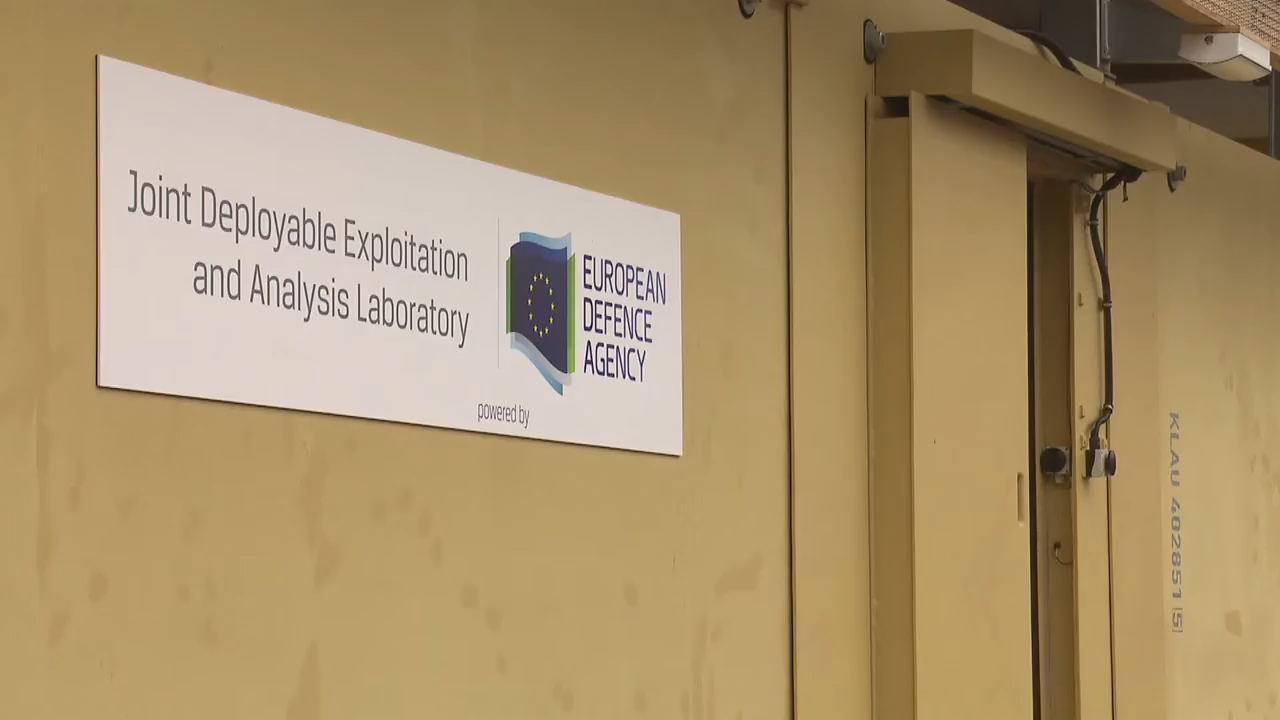 Joint Deployable Exploitation
and Analysis Laboratory
EUROPEAN
DEFENCE
AGENCY
powered by
KLAU 402851 5